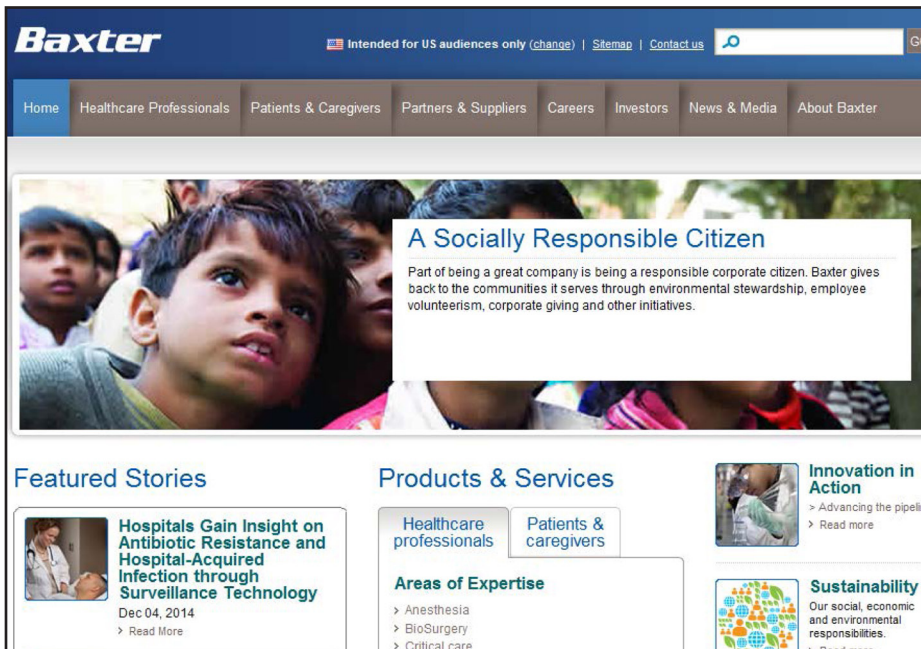 Baxter
Intended for US audiences only (change) | Sitemap | Contact us
Home Healthcare Professionals Patients & Caregivers Partners & Suppliers Careers Investors News & Media About Baxter
A Socially Responsible Citizen
Part of being a great company is being a responsible corporate citizen. Baxter gives
back to the communities it serves through environmental stewardship, employee
volunteerism, corporate giving and other initiatives.
Featured Stories
Hospitals Gain Insight on
Antibiotic Resistance and
Hospital-Acquired
Infection through
Surveillance Technology
Dec 04, 2014
> Read More
Products & Services
Healthcare
professionals
Patients &
caregivers
Areas of Expertise
> Anesthesia
> BioSurgery
> Critical care
Innovation in
Action
> Advancing the
> Read more
Sustainability
Our social, economic
and environmental
responsibilities.
> Read more